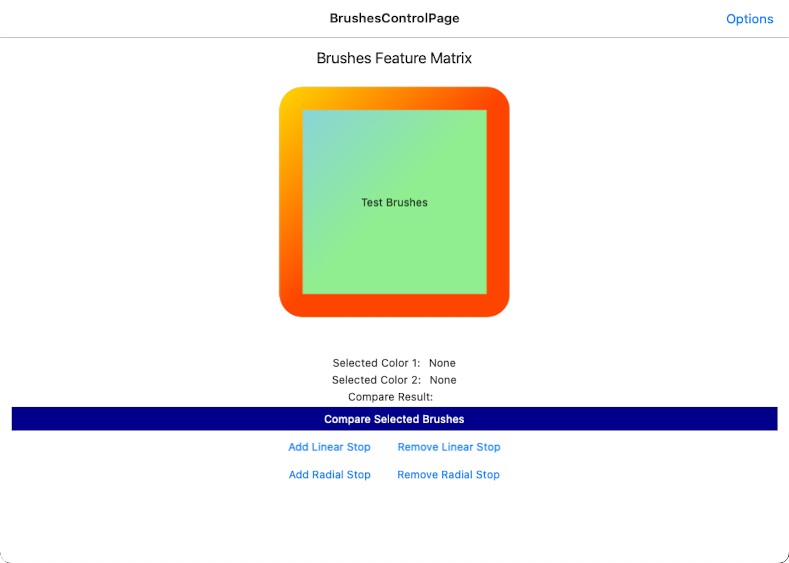 BrushesControlPage
Options
Brushes Feature Matrix
Test Brushes
Selected Color 1: None
Selected Color 2: None
Compare Result:
Compare Selected Brushes
Add Linear Stop Remove Linear Stop
Add Radial Stop Remove Radial Stop